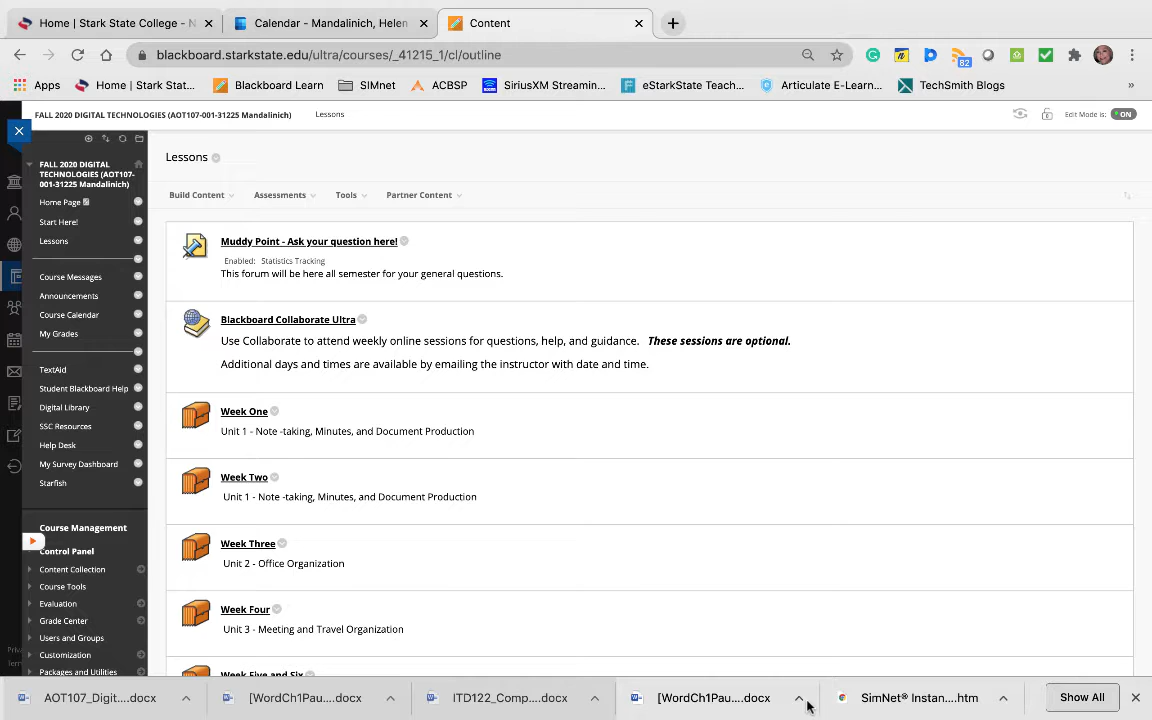 Home | Stark State College - N
Calendar - Mandalinich, Helen
Content
blackboard.starkstate.edu/ultra/courses/_41215_1/cl/outline
82
Apps
Home | Stark Stat...
Blackboard Learn
SIMnet
ACBSP
SiriusXM Streamin...
eStarkState Teach...
Articulate E-Learn...
TechSmith Blogs
»
FALL 2020 DIGITAL TECHNOLOGIES (AOT107-001-31225 Mandalinich)
Lessons
Edit Mode is:
ON
FALL 2020 DIGITAL
TECHNOLOGIES (AOT107-
001-31225 Mandalinich)
Home Page
Start Here!
Lessons
Course Messages
Announcements
Course Calendar
My Grades
TextAid
Student Blackboard Help
Digital Library
SSC Resources
Help Desk
My Survey Dashboard
Starfish
Course Management
Control Panel
Content Collection
Course Tools
Evaluation
Grade Center
Users and Groups
Customization
Packages and Utilities
Lessons
Build Content
Assessments
Tools
Partner Content
Muddy Point - Ask your question here!
Enabled: Statistics Tracking
This forum will be here all semester for your general questions.
Blackboard Collaborate Ultra
Use Collaborate to attend weekly online sessions for questions, help, and guidance. These sessions are optional.
Additional days and times are available by emailing the instructor with date and time.
Week One
Unit 1 - Note -taking, Minutes, and Document Production
Week Two
Unit 1 - Note -taking, Minutes, and Document Production
Week Three
Unit 2 - Office Organization
Week Four
Unit 3 - Meeting and Travel Organization
Week Five and Six
AOT107_Digit....docx
[WordCh1Pau....docx
ITD122_Comp....docx
[WordCh1Pau....docx
SimNet® Instan....htm
Show All